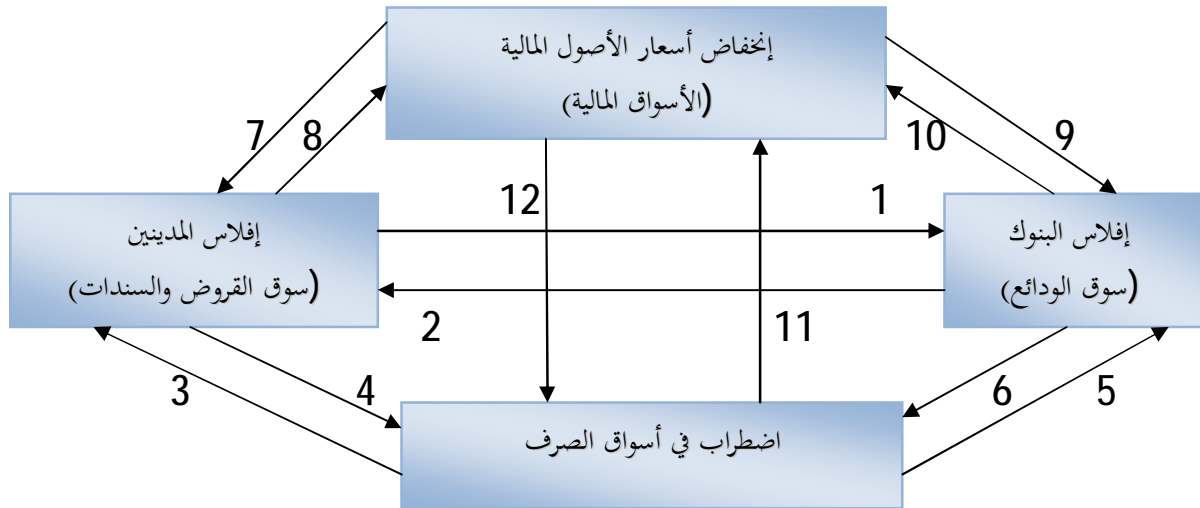 إنخفاض أسعار الأصول المالية
(الأسواق المالية)
7
8
10
9
12
1
إفلاس المدينين
(سوق القروض والسندات)
إفلاس البنوك
(سوق الودائع)
2
11
3
4
6
5
اضطراب في أسواق الصرف